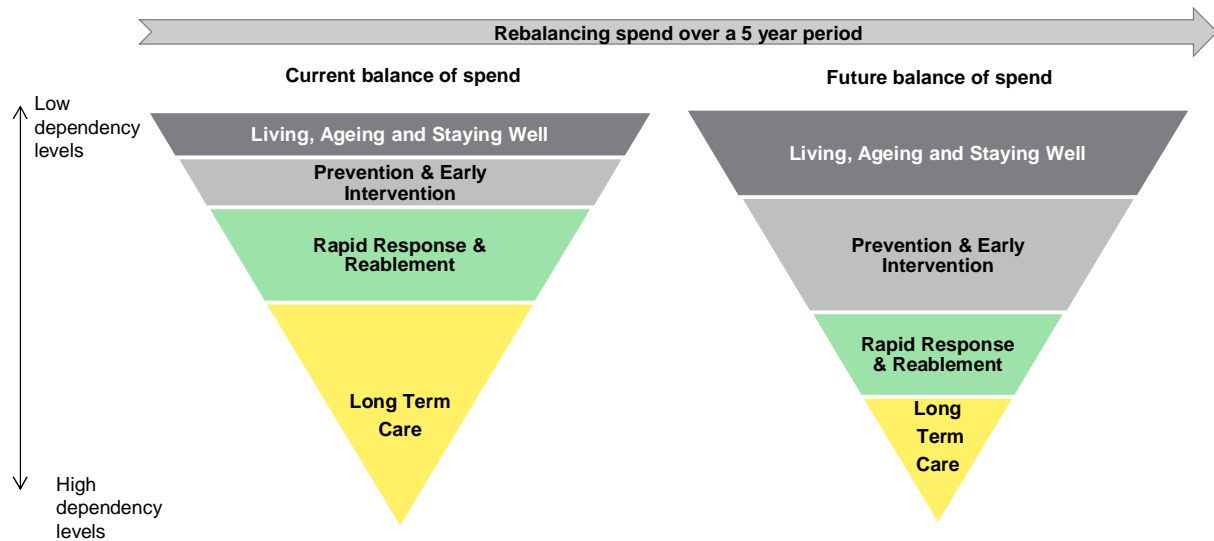 Rebalancing spend over a 5 year period
Current balance of spend
Future balance of spend
Low
dependency
levels
Living, Ageing and Staying Well
Prevention & Early
Intervention
Rapid Response &
Reablement
Long Term
Care
High
dependency
levels
Living, Ageing and Staying Well
Prevention & Early
Intervention
Rapid Response
& Reablement
Long
Term
Care